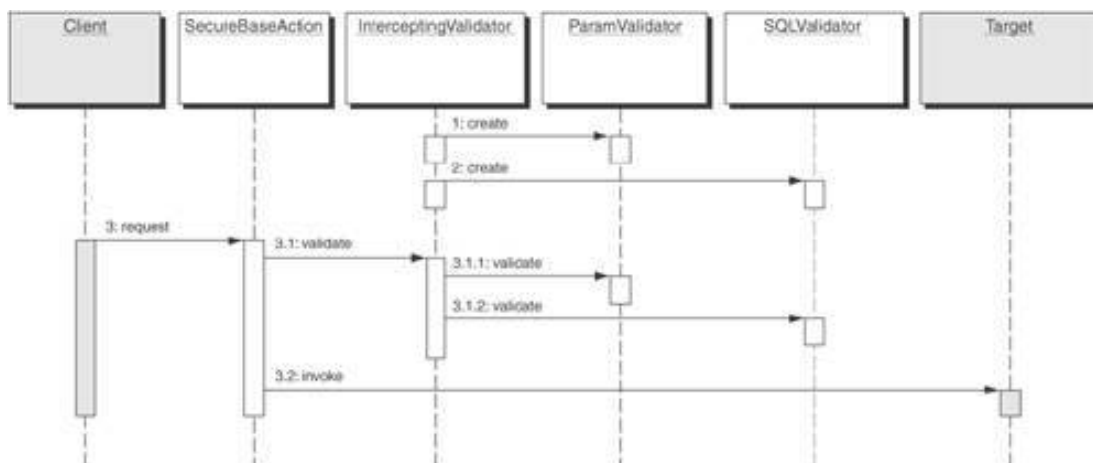 Client
SecureBaseAction
InterceptingValidator
ParamValidator
SQLValidator
Target
1: create
2: create
3: request
3.1: validate
3.1.1: validate
3.1.2: validate
3.2: invoke